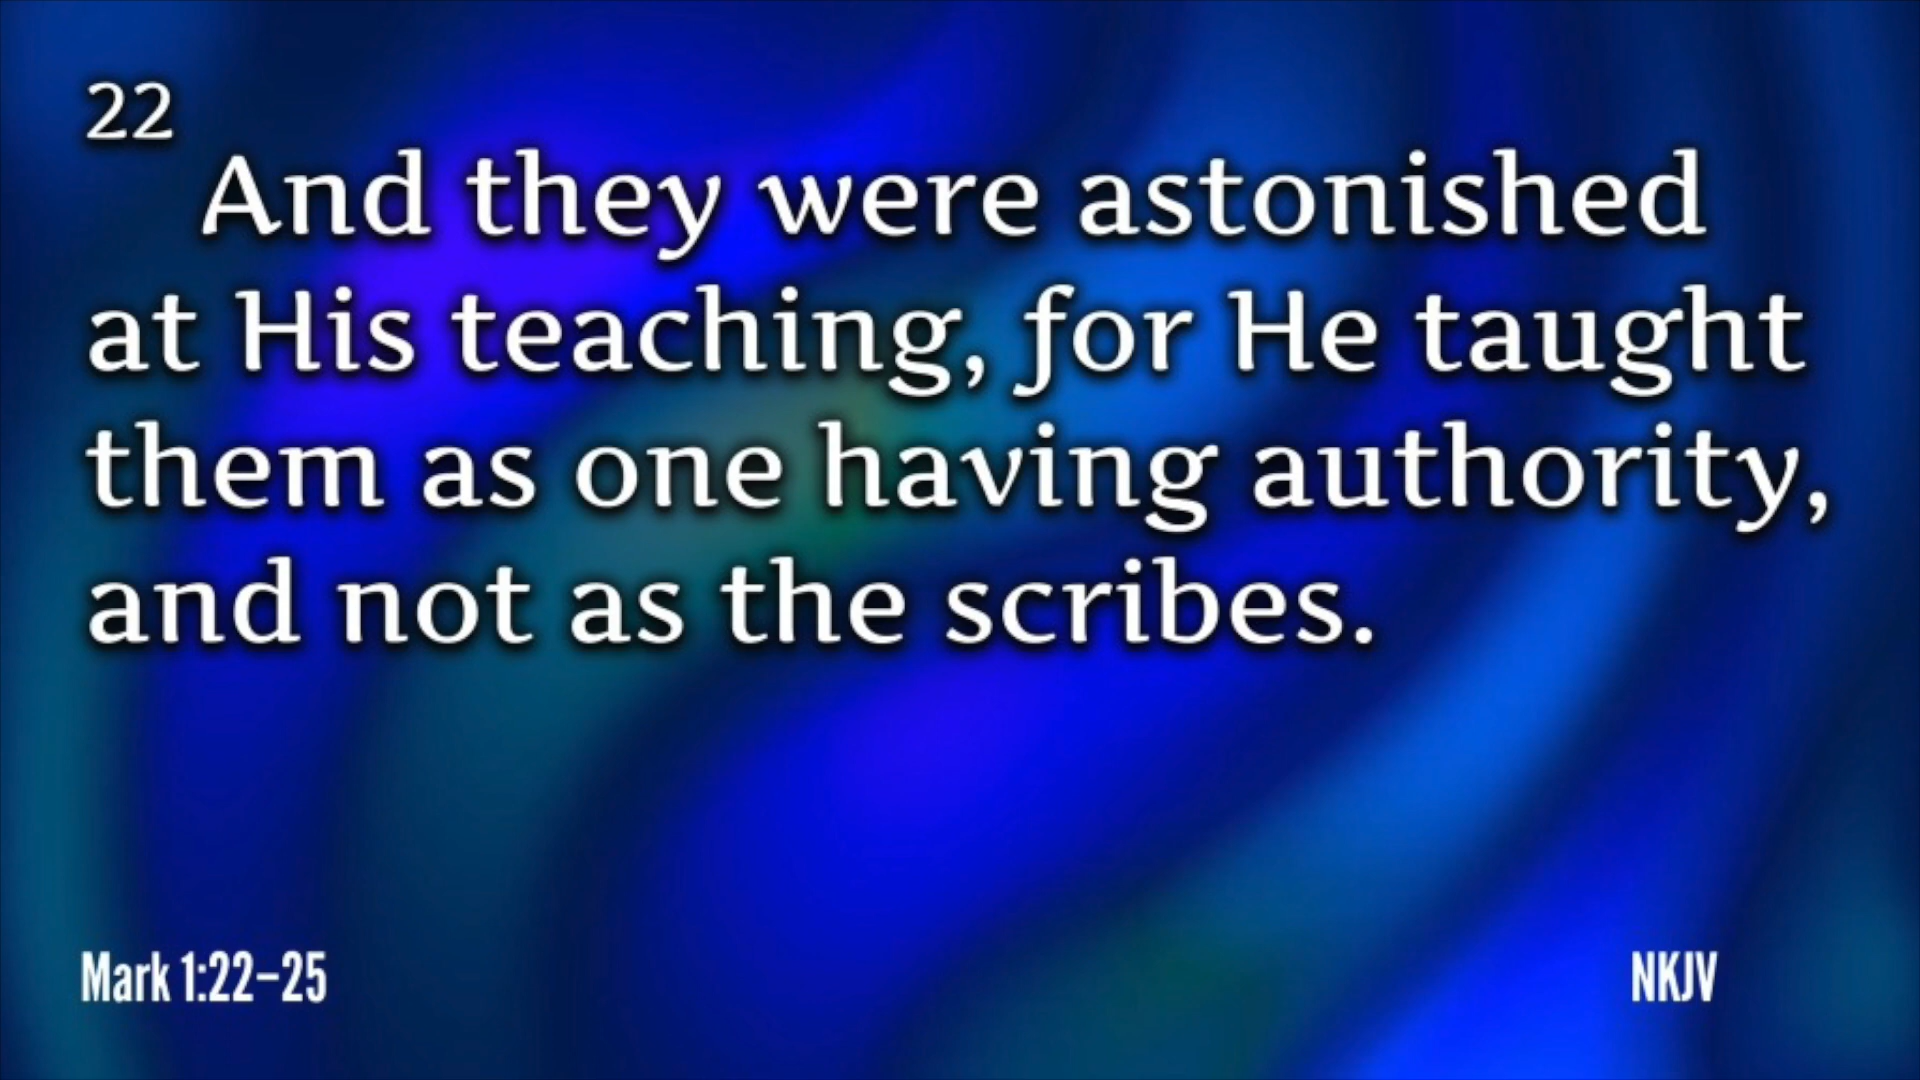 22
And they were astonished
at His teaching, for He taught
them as one having authority,
and not as the scribes.
Mark 1:22–25
NKJV